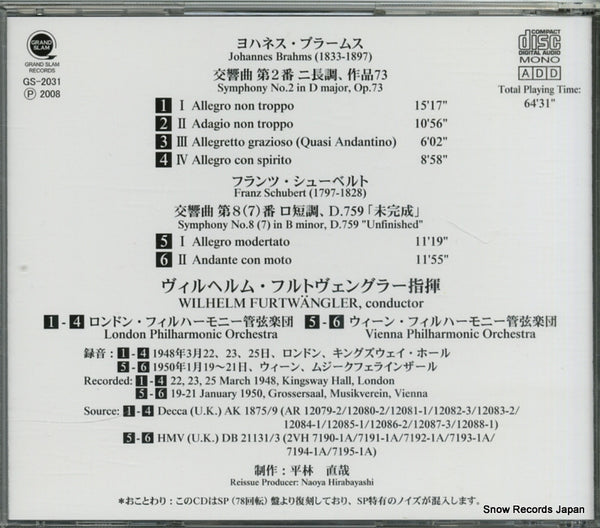 GRAND SLAM
GRAND SLAM RECORDS
GS-2031
Ⓟ 2008
COMPACT
disc
DIGITAL AUDIO
MONO
ADD
Total Playing Time:
64'31"
ヨハネス・ブラームス
Johannes Brahms (1833-1897)
交響曲 第2番 ニ長調、作品73
Symphony No.2 in D major, Op.73
1 I Allegro non troppo 15'17"
2 II Adagio non troppo 10'56"
3 III Allegretto grazioso (Quasi Andantino) 6'02"
4 IV Allegro con spirito 8'58"
フランツ・シューベルト
Franz Schubert (1797-1828)
交響曲 第8(7)番 ロ短調、D.759「未完成」
Symphony No.8 (7) in B minor, D.759 "Unfinished"
5 I Allegro modertato 11'19"
6 II Andante con moto 11'55"
ヴィルヘルム・フルトヴェングラー指揮
WILHELM FURTWÄNGLER, conductor
1 - 4 ロンドン・フィルハーモニー管弦楽団 5 - 6 ウィーン・フィルハーモニー管弦楽団
London Philharmonic Orchestra Vienna Philharmonic Orchestra
録音：1 - 4 1948年3月22、23、25日、ロンドン、キングズウェイ・ホール
5 - 6 1950年1月19〜21日、ウィーン、ムジークフェラインザール
Recorded: 1 - 4 22, 23, 25 March 1948, Kingsway Hall, London
5 - 6 19-21 January 1950, Grossersaal, Musikverein, Vienna
Source: 1 - 4 Decca (U.K.) AK 1875/9 (AR 12079-2/12080-2/12081-1/12082-3/12083-2/
12084-1/12085-1/12086-2/12087-3/12088-1)
5 - 6 HMV (U.K.) DB 21131/3 (2VH 7190-1A/7191-1A/7192-1A/7193-1A/
7194-1A/7195-1A)
制作：平林 直哉
Reissue Producer: Naoya Hirabayashi
*おことわり：このCDはSP（78回転）盤より復刻しており、SP特有のノイズが混入します。
Snow Records Japan